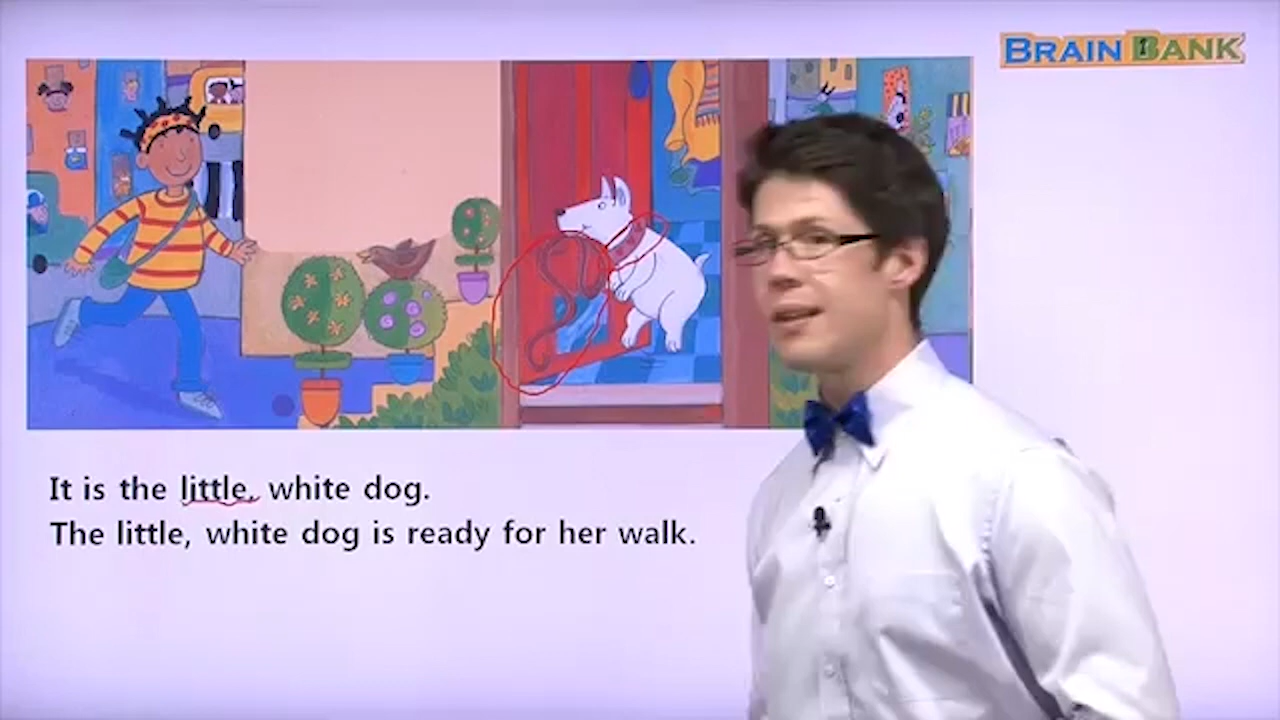 BRAIN BANK
It is the little, white dog.
The little, white dog is ready for her walk.